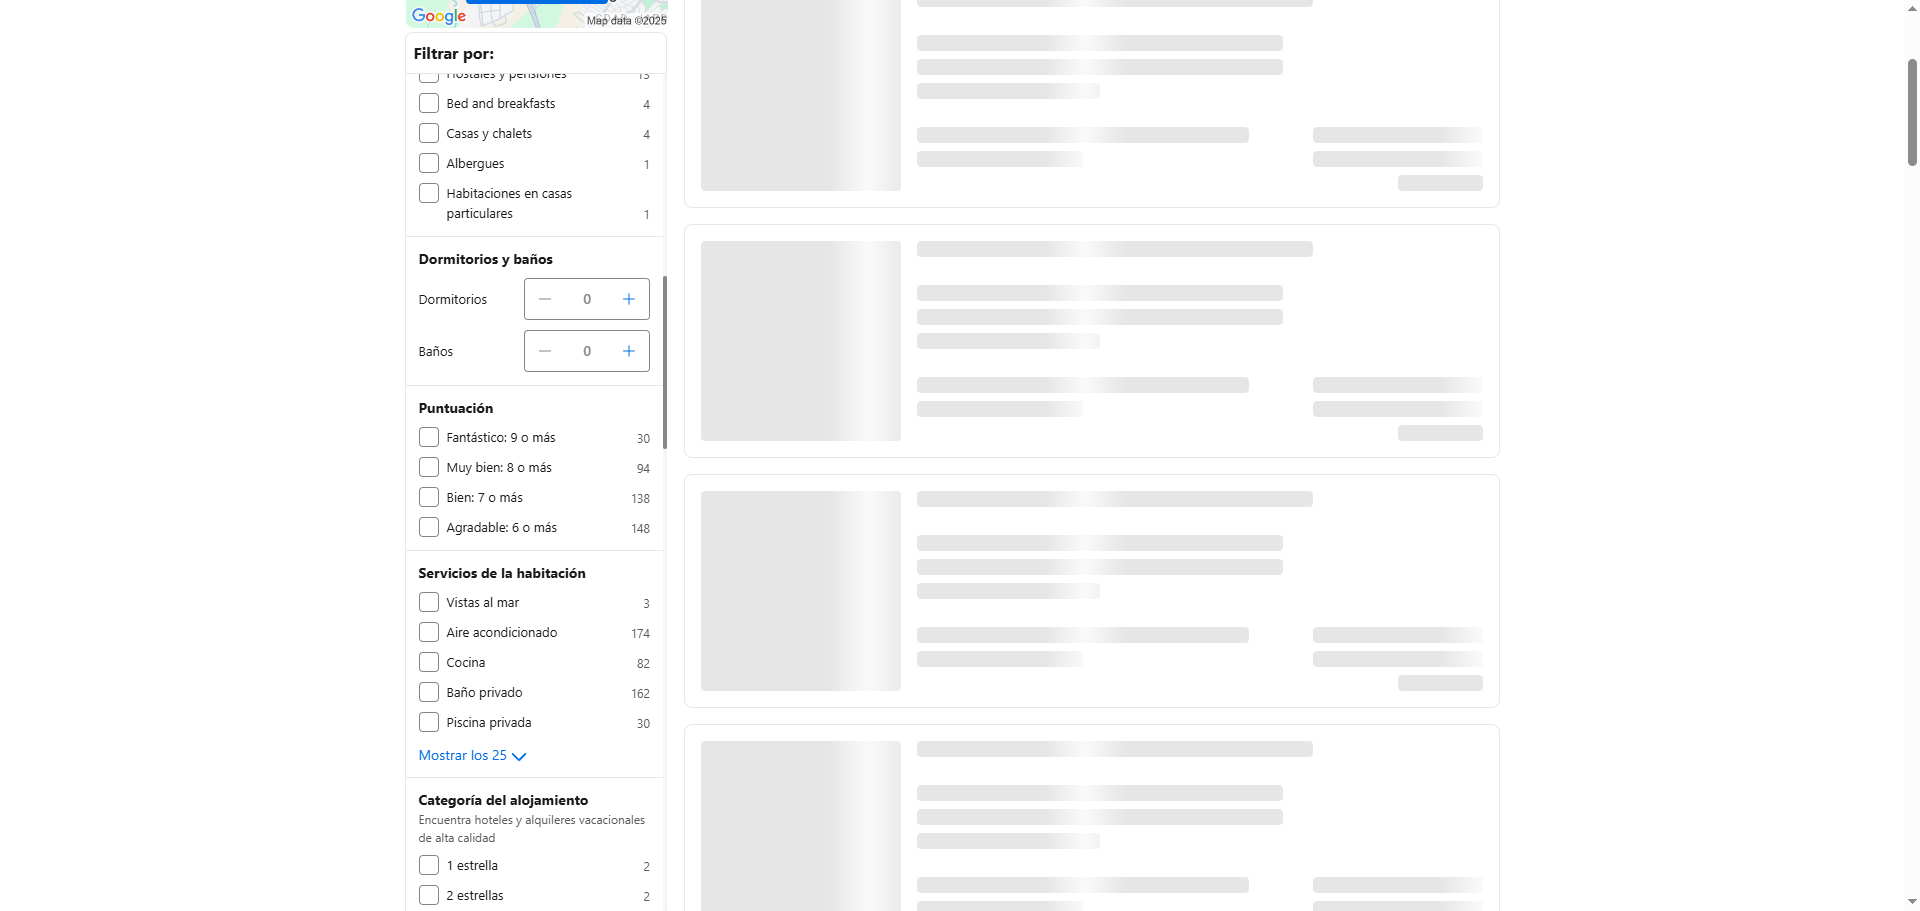 Google
Map data ©2025
Filtrar por:
Hostales y pensiones 13
Bed and breakfasts 4
Casas y chalets 4
Albergues 1
Habitaciones en casas
particulares 1
Dormitorios y baños
Dormitorios 0
Baños 0
Puntuación
Fantástico: 9 o más 30
Muy bien: 8 o más 94
Bien: 7 o más 138
Agradable: 6 o más 148
Servicios de la habitación
Vistas al mar 3
Aire acondicionado 174
Cocina 82
Baño privado 162
Piscina privada 30
Mostrar los 25
Categoría del alojamiento
Encuentra hoteles y alquileres vacacionales
de alta calidad
1 estrella 2
2 estrellas 2